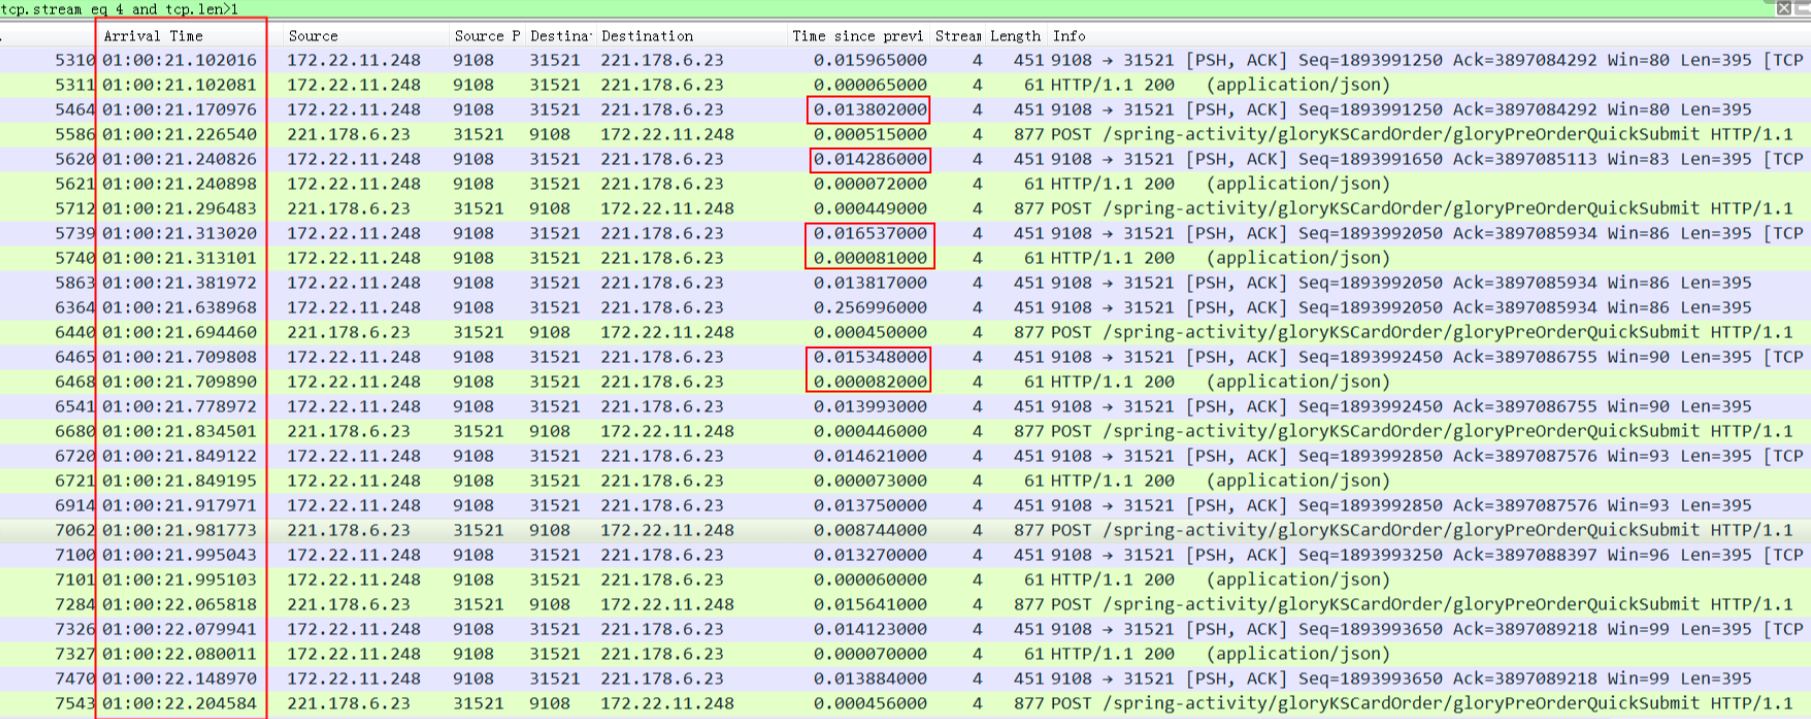 tcp.stream eq 4 and tcp.len>1
Arrival Time Source Source P Destina Destination Time since previ Stream Length Info
5310 01:00:21.102016 172.22.11.248 9108 31521 221.178.6.23 0.015965000 4 451 9108 → 31521 [PSH, ACK] Seq=1893991250 Ack=3897084292 Win=80 Len=395 [TCP
5311 01:00:21.102081 172.22.11.248 9108 31521 221.178.6.23 0.000065000 4 61 HTTP/1.1 200 (application/json)
5464 01:00:21.170976 172.22.11.248 9108 31521 221.178.6.23 0.013802000 4 451 9108 → 31521 [PSH, ACK] Seq=1893991250 Ack=3897084292 Win=80 Len=395
5586 01:00:21.226540 221.178.6.23 31521 9108 172.22.11.248 0.000515000 4 877 POST /spring-activity/gloryKSCardOrder/gloryPreOrderQuickSubmit HTTP/1.1
5620 01:00:21.240826 172.22.11.248 9108 31521 221.178.6.23 0.014286000 4 451 9108 → 31521 [PSH, ACK] Seq=1893991650 Ack=3897085113 Win=83 Len=395 [TCP
5621 01:00:21.240898 172.22.11.248 9108 31521 221.178.6.23 0.000072000 4 61 HTTP/1.1 200 (application/json)
5712 01:00:21.296483 221.178.6.23 31521 9108 172.22.11.248 0.000449000 4 877 POST /spring-activity/gloryKSCardOrder/gloryPreOrderQuickSubmit HTTP/1.1
5739 01:00:21.313020 172.22.11.248 9108 31521 221.178.6.23 0.016537000 4 451 9108 → 31521 [PSH, ACK] Seq=1893992050 Ack=3897085934 Win=86 Len=395 [TCP
5740 01:00:21.313101 172.22.11.248 9108 31521 221.178.6.23 0.000081000 4 61 HTTP/1.1 200 (application/json)
5863 01:00:21.381972 172.22.11.248 9108 31521 221.178.6.23 0.013817000 4 451 9108 → 31521 [PSH, ACK] Seq=1893992050 Ack=3897085934 Win=86 Len=395
6364 01:00:21.638968 172.22.11.248 9108 31521 221.178.6.23 0.256996000 4 451 9108 → 31521 [PSH, ACK] Seq=1893992050 Ack=3897085934 Win=86 Len=395
6440 01:00:21.694460 221.178.6.23 31521 9108 172.22.11.248 0.000450000 4 877 POST /spring-activity/gloryKSCardOrder/gloryPreOrderQuickSubmit HTTP/1.1
6465 01:00:21.709808 172.22.11.248 9108 31521 221.178.6.23 0.015348000 4 451 9108 → 31521 [PSH, ACK] Seq=1893992450 Ack=3897086755 Win=90 Len=395 [TCP
6468 01:00:21.709890 172.22.11.248 9108 31521 221.178.6.23 0.000082000 4 61 HTTP/1.1 200 (application/json)
6541 01:00:21.778972 172.22.11.248 9108 31521 221.178.6.23 0.013993000 4 451 9108 → 31521 [PSH, ACK] Seq=1893992450 Ack=3897086755 Win=90 Len=395
6680 01:00:21.834501 221.178.6.23 31521 9108 172.22.11.248 0.000446000 4 877 POST /spring-activity/gloryKSCardOrder/gloryPreOrderQuickSubmit HTTP/1.1
6720 01:00:21.849122 172.22.11.248 9108 31521 221.178.6.23 0.014621000 4 451 9108 → 31521 [PSH, ACK] Seq=1893992850 Ack=3897087576 Win=93 Len=395 [TCP
6721 01:00:21.849195 172.22.11.248 9108 31521 221.178.6.23 0.000073000 4 61 HTTP/1.1 200 (application/json)
6914 01:00:21.917971 172.22.11.248 9108 31521 221.178.6.23 0.013750000 4 451 9108 → 31521 [PSH, ACK] Seq=1893992850 Ack=3897087576 Win=93 Len=395
7062 01:00:21.981773 221.178.6.23 31521 9108 172.22.11.248 0.008744000 4 877 POST /spring-activity/gloryKSCardOrder/gloryPreOrderQuickSubmit HTTP/1.1
7100 01:00:21.995043 172.22.11.248 9108 31521 221.178.6.23 0.013270000 4 451 9108 → 31521 [PSH, ACK] Seq=1893993250 Ack=3897088397 Win=96 Len=395 [TCP
7101 01:00:21.995103 172.22.11.248 9108 31521 221.178.6.23 0.000060000 4 61 HTTP/1.1 200 (application/json)
7284 01:00:22.065818 221.178.6.23 31521 9108 172.22.11.248 0.015641000 4 877 POST /spring-activity/gloryKSCardOrder/gloryPreOrderQuickSubmit HTTP/1.1
7326 01:00:22.079941 172.22.11.248 9108 31521 221.178.6.23 0.014123000 4 451 9108 → 31521 [PSH, ACK] Seq=1893993650 Ack=3897089218 Win=99 Len=395 [TCP
7327 01:00:22.080011 172.22.11.248 9108 31521 221.178.6.23 0.000070000 4 61 HTTP/1.1 200 (application/json)
7470 01:00:22.148970 172.22.11.248 9108 31521 221.178.6.23 0.013884000 4 451 9108 → 31521 [PSH, ACK] Seq=1893993650 Ack=3897089218 Win=99 Len=395
7543 01:00:22.204584 221.178.6.23 31521 9108 172.22.11.248 0.000456000 4 877 POST /spring-activity/gloryKSCardOrder/gloryPreOrderQuickSubmit HTTP/1.1